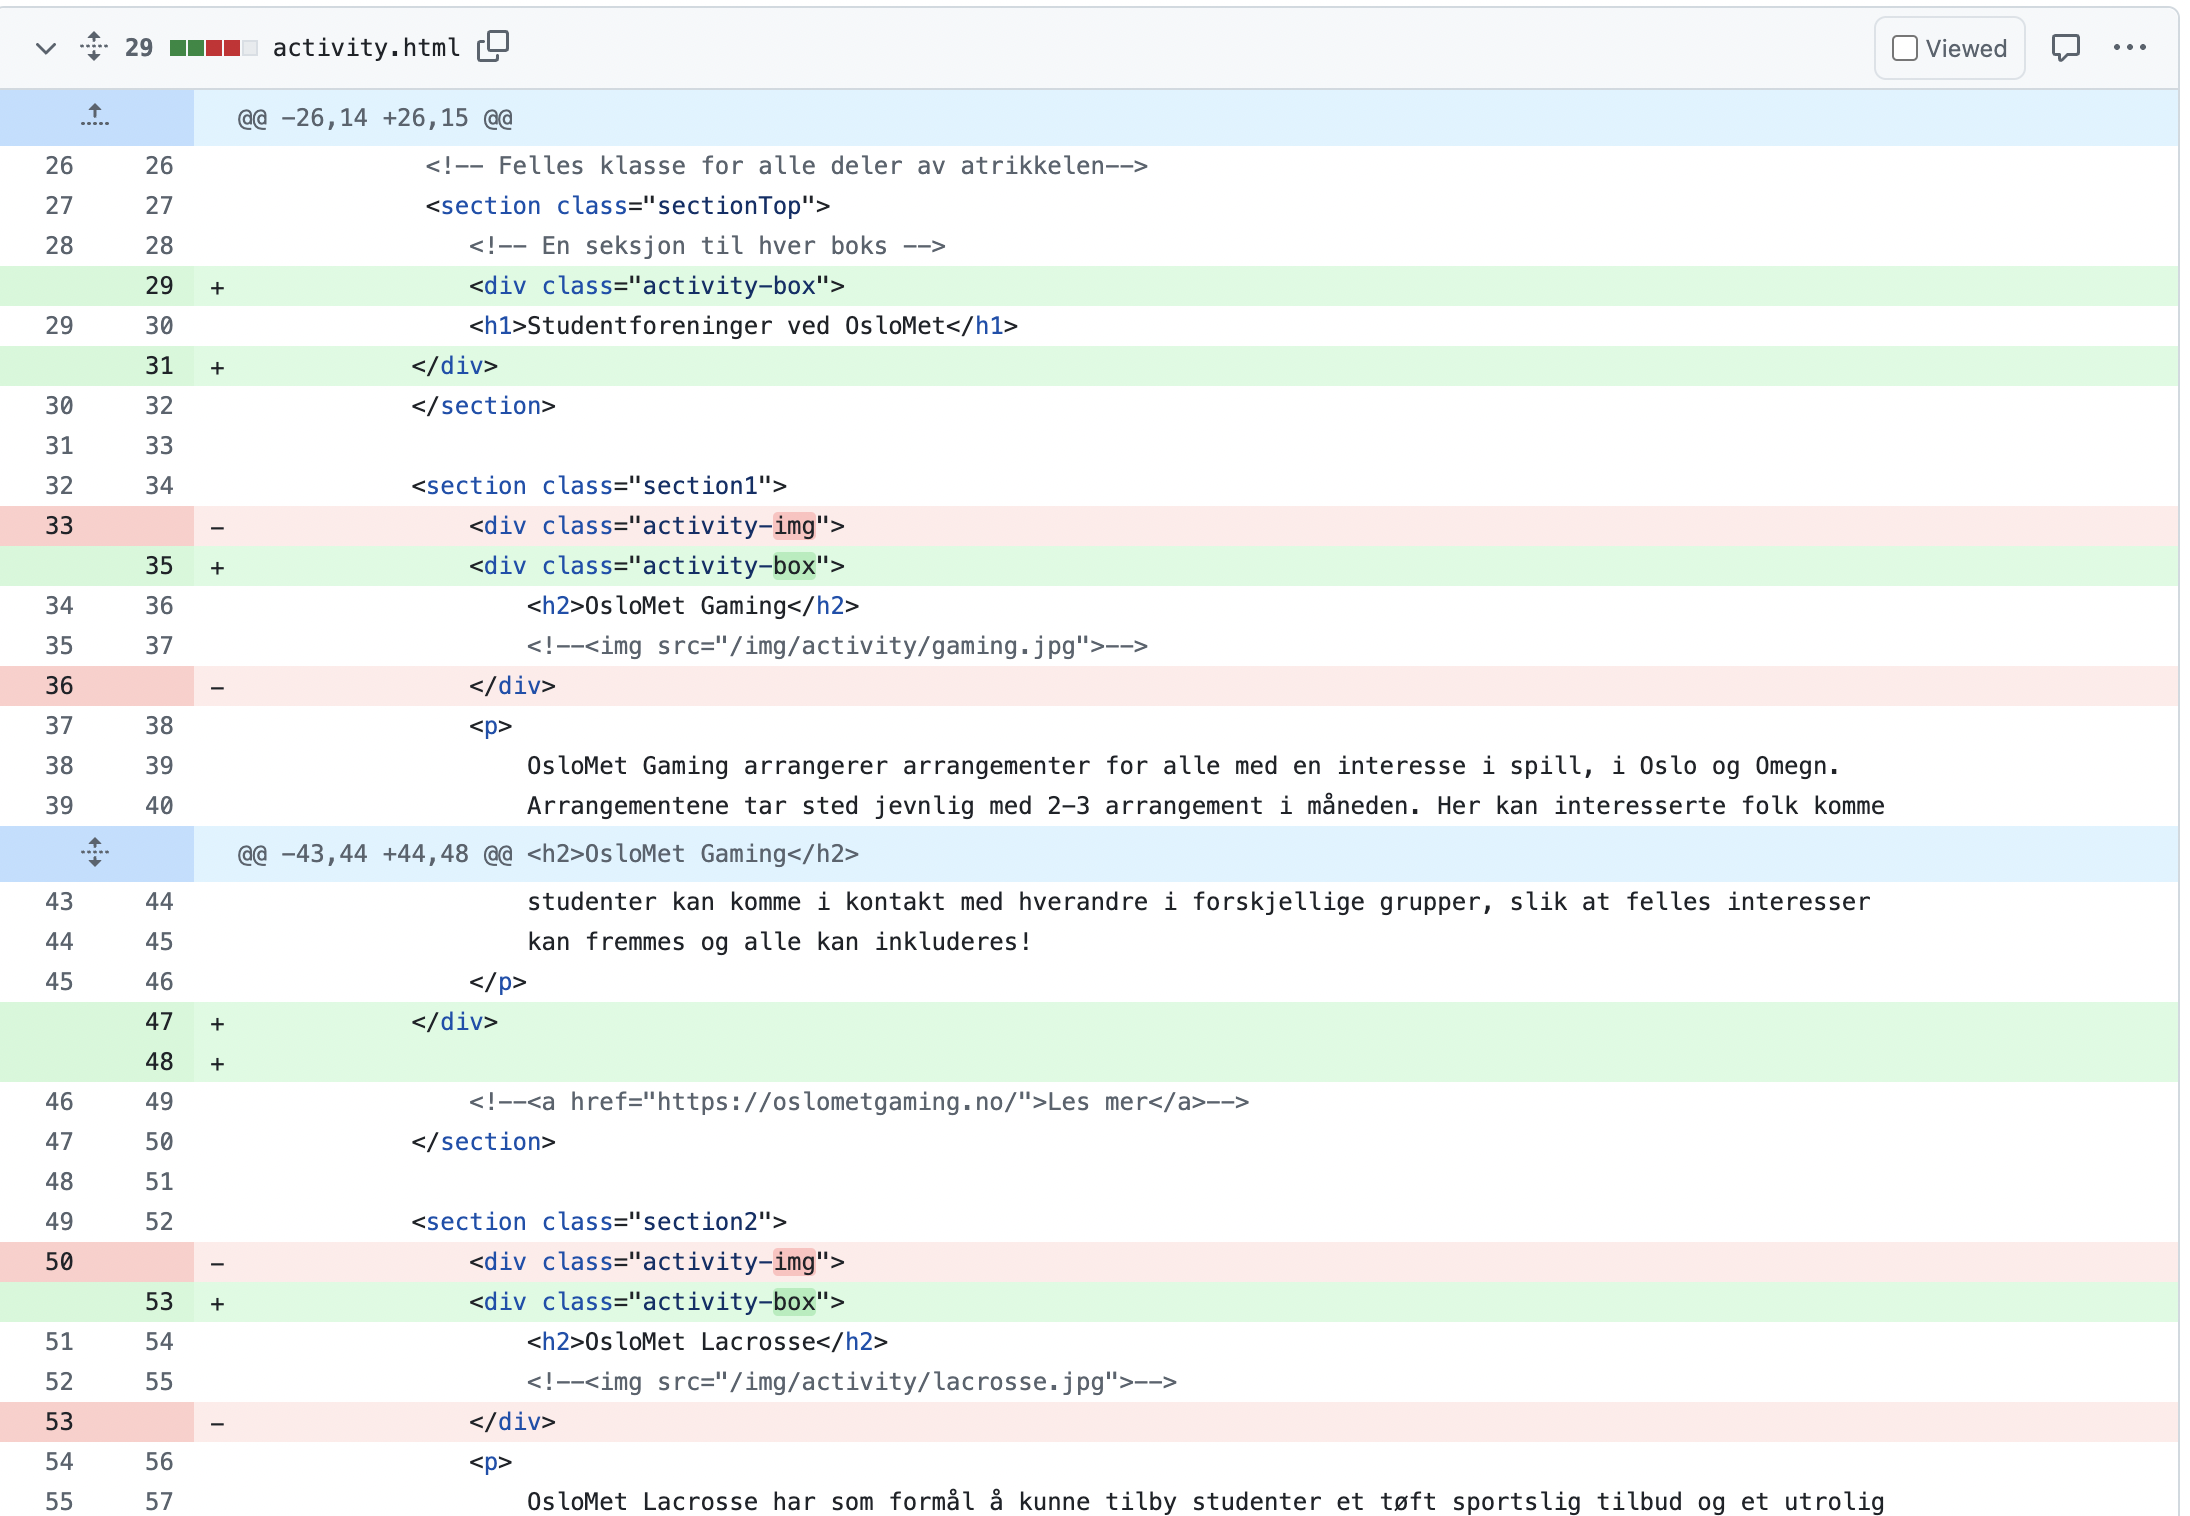 29 activity.html Viewed
@@ -26,14 +26,15 @@
26 26 <!-- Felles klasse for alle deler av atrikkelen-->
27 27 <section class="sectionTop">
28 28 <!-- En seksjon til hver boks -->
29 + <div class="activity-box">
29 30 <h1>Studentforeninger ved OsloMet</h1>
31 + </div>
30 32 </section>
31 33
32 34 <section class="section1">
33 - <div class="activity-img">
35 + <div class="activity-box">
34 36 <h2>OsloMet Gaming</h2>
35 37 <!--<img src="/img/activity/gaming.jpg">-->
36 - </div>
37 38 <p>
38 39 OsloMet Gaming arrangerer arrangementer for alle med en interesse i spill, i Oslo og Omegn.
39 40 Arrangementene tar sted jevnlig med 2-3 arrangement i måneden. Her kan interesserte folk komme
@@ -43,44 +44,48 @@ <h2>OsloMet Gaming</h2>
43 44 studenter kan komme i kontakt med hverandre i forskjellige grupper, slik at felles interesser
44 45 kan fremmes og alle kan inkluderes!
45 46 </p>
47 + </div>
48 +
46 49 <!--<a href="https://oslometgaming.no/">Les mer</a>-->
47 50 </section>
48 51
49 52 <section class="section2">
50 - <div class="activity-img">
53 + <div class="activity-box">
51 54 <h2>OsloMet Lacrosse</h2>
52 55 <!--<img src="/img/activity/lacrosse.jpg">-->
53 - </div>
54 56 <p>
55 57 OsloMet Lacrosse har som formål å kunne tilby studenter et tøft sportslig tilbud og et utrolig